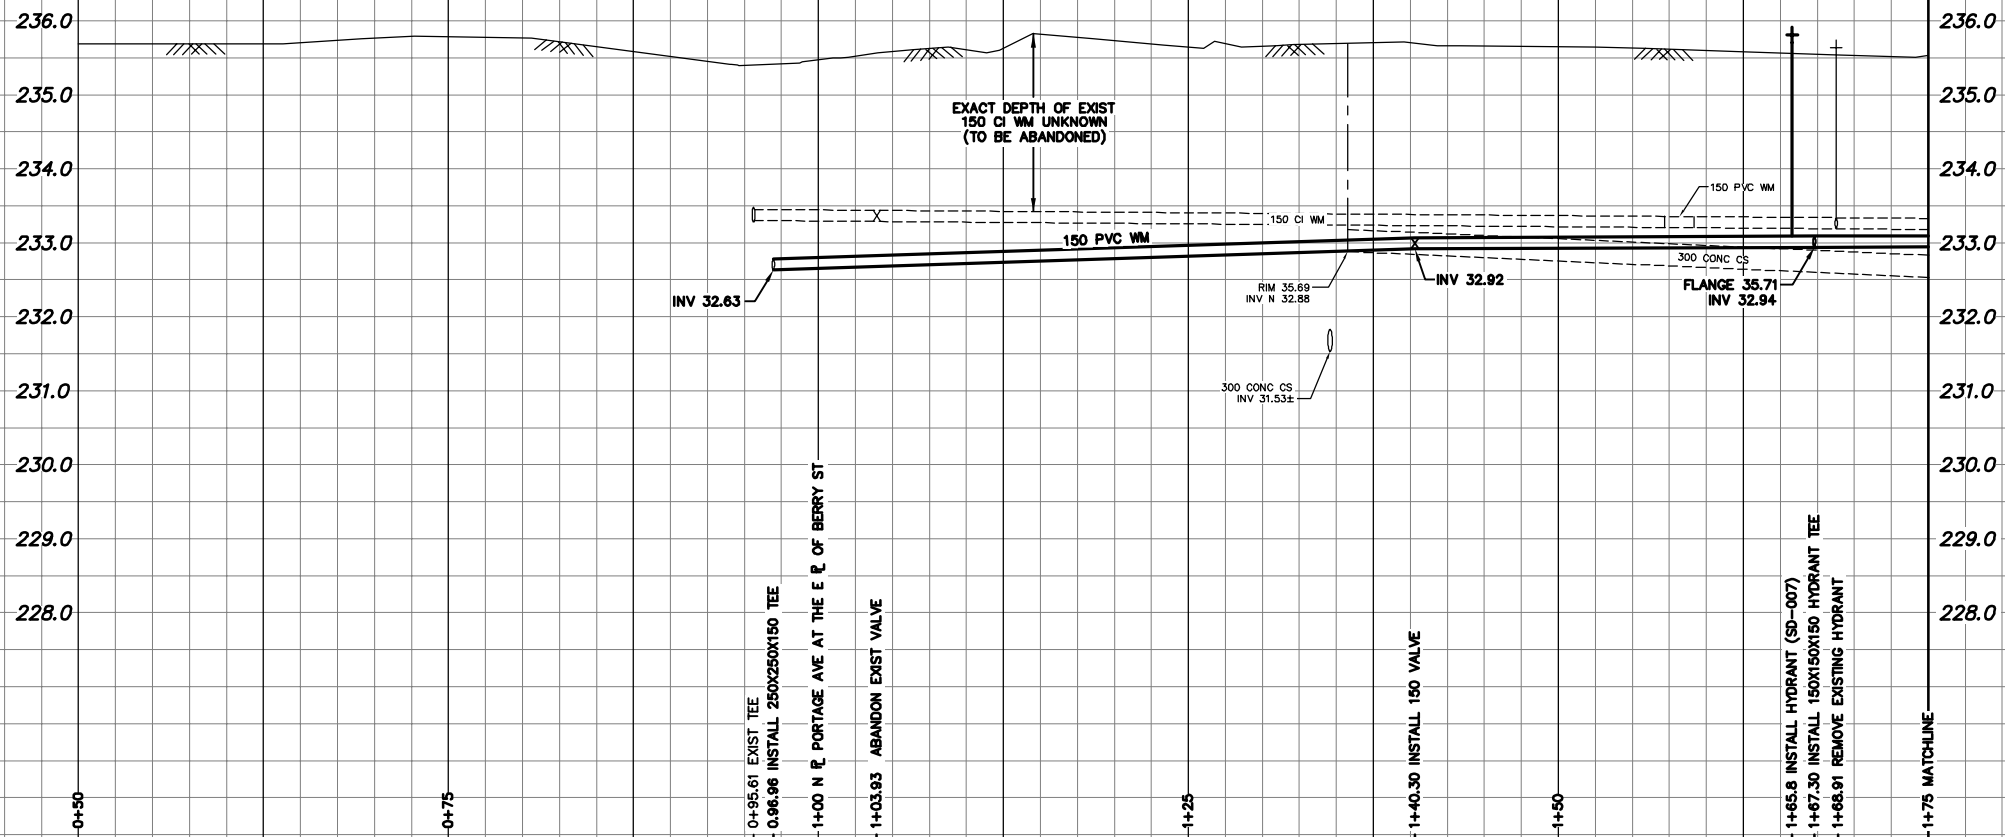 236.0
236.0
235.0
235.0
EXACT DEPTH OF EXIST
150 CI WM UNKNOWN
(TO BE ABANDONED)
234.0
234.0
150 PVC WM
150 CI WM
233.0
233.0
150 PVC WM
300 CONC CS
INV 32.63
RIM 35.69
INV N 32.88
INV 32.92
FLANGE 35.71
INV 32.94
232.0
232.0
231.0
231.0
300 CONC CS
INV 31.53±
230.0
230.0
229.0
229.0
228.0
228.0
0+50
0+75
0+95.61 EXIST TEE
0.96.96 INSTALL 250X250X150 TEE
1+00 N PL PORTAGE AVE AT THE E PL OF BERRY ST
1+03.93 ABANDON EXIST VALVE
1+25
1+40.30 INSTALL 150 VALVE
1+50
1+65.8 INSTALL HYDRANT (SD-007)
1+67.30 INSTALL 150X150X150 HYDRANT TEE
1+68.91 REMOVE EXISTING HYDRANT
1+75 MATCHLINE